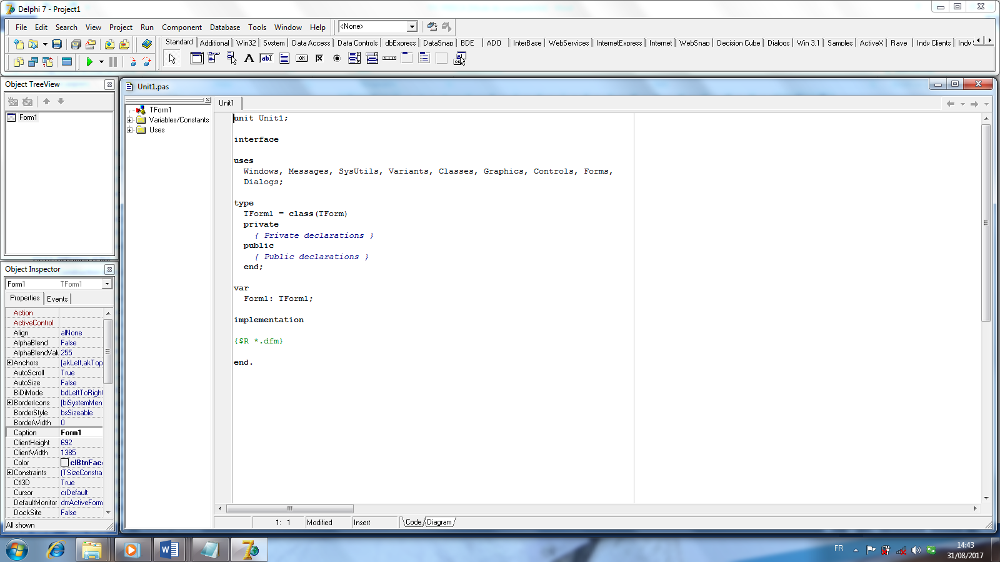 Delphi 7 - Project1
File Edit Search View Project Run Component Database Tools Window Help <None>
Standard Additional Win32 System Data Access Data Controls dbExpress DataSnap BDE ADO InterBase WebServices InternetExpress Internet WebSnap Decision Cube Dialogs Win 3.1 Samples ActiveX Rave Indy Clients Indy
Object TreeView
Form1
Unit1.pas
TForm1
Variables/Constants
Uses
Unit1
unit Unit1;
interface
uses
Windows, Messages, SysUtils, Variants, Classes, Graphics, Controls, Forms,
Dialogs;
type
TForm1 = class(TForm)
private
{ Private declarations }
public
{ Public declarations }
end;
var
Form1: TForm1;
implementation
{$R *.dfm}
end.
1: 1 Modified Insert Code Diagram
Object Inspector
Form1 TForm1
Properties Events
Action
ActiveControl
Align alNone
AlphaBlend False
AlphaBlendValu 255
Anchors [akLeft,akTop
AutoScroll True
AutoSize False
BiDiMode bdLeftToRight
BorderIcons [biSystemMen
BorderStyle bsSizeable
BorderWidth 0
Caption Form1
ClientHeight 692
ClientWidth 1385
Color clBtnFace
Constraints (TSizeConstra
Ctl3D True
Cursor crDefault
DefaultMonitor dmActiveForm
DockSite False
All shown
FR
14:43
31/08/2017